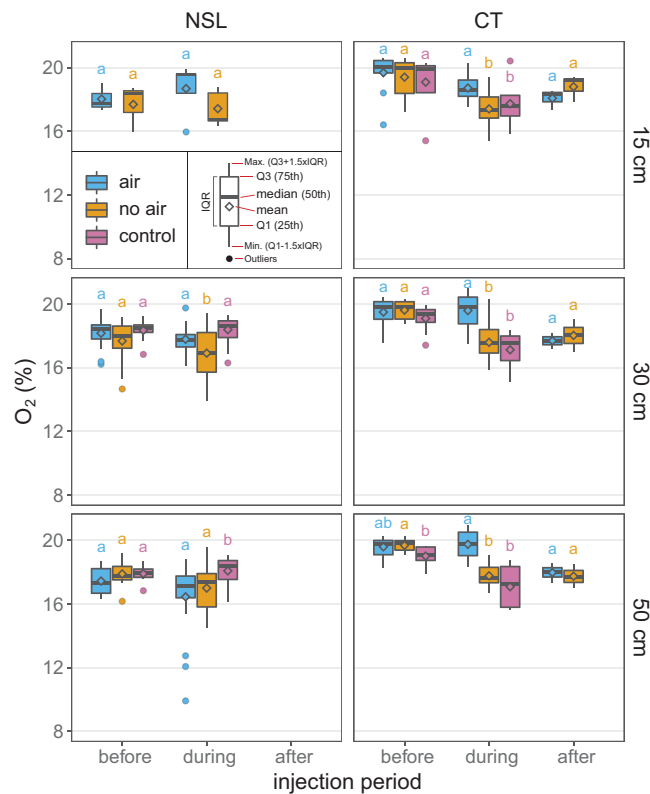 NSL CT
a a a a a a a a b b a a
20
16
12
8
15 cm
air
no air
control
IQR
Max. (Q3+1.5xIQR)
Q3 (75th)
median (50th)
mean
Q1 (25th)
Min. (Q1-1.5xIQR)
Outliers
a a a a b a a a a a b b a a
20
16
12
8
30 cm
O₂ (%)
a a a a a b ab a b a b b a a
20
16
12
8
50 cm
before during after before during after
injection period